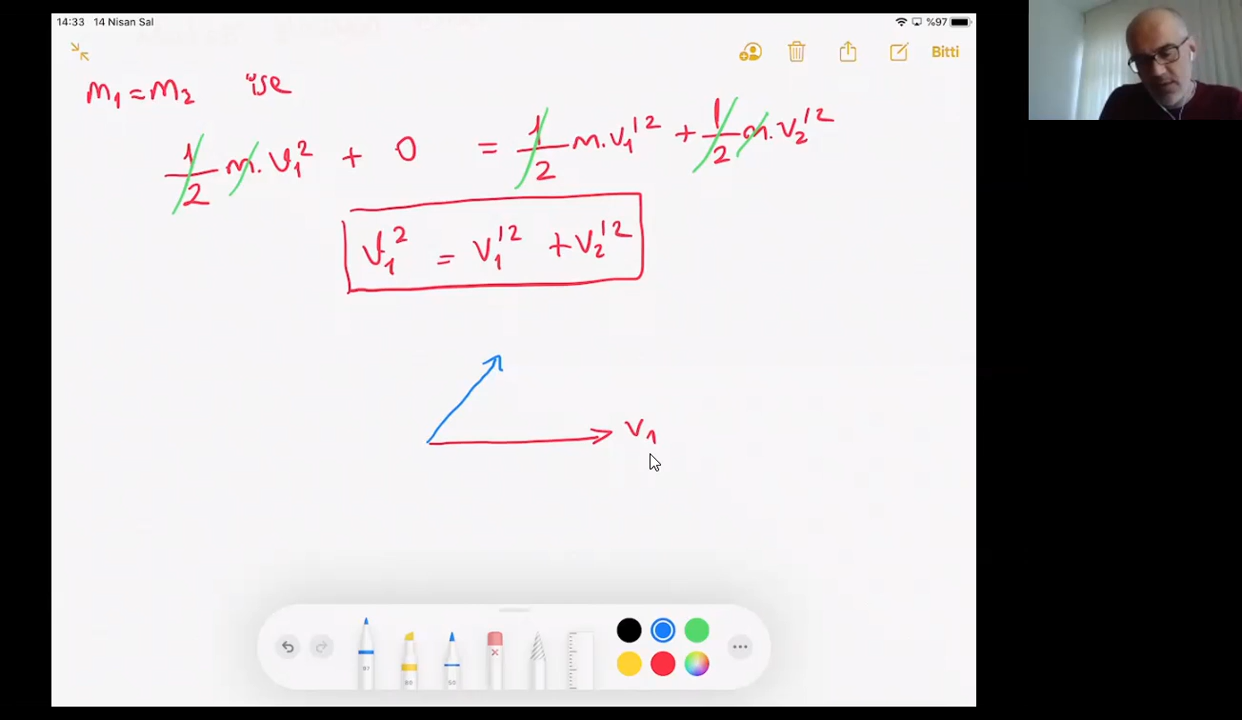 14:33 14 Nisan Sal %97
Bitti
m₁ = m₂ ise
1/2 m.v₁² + 0 = 1/2 m.v₁'² + 1/2 m.v₂'²
v₁² = v₁'² + v₂'²
v₁